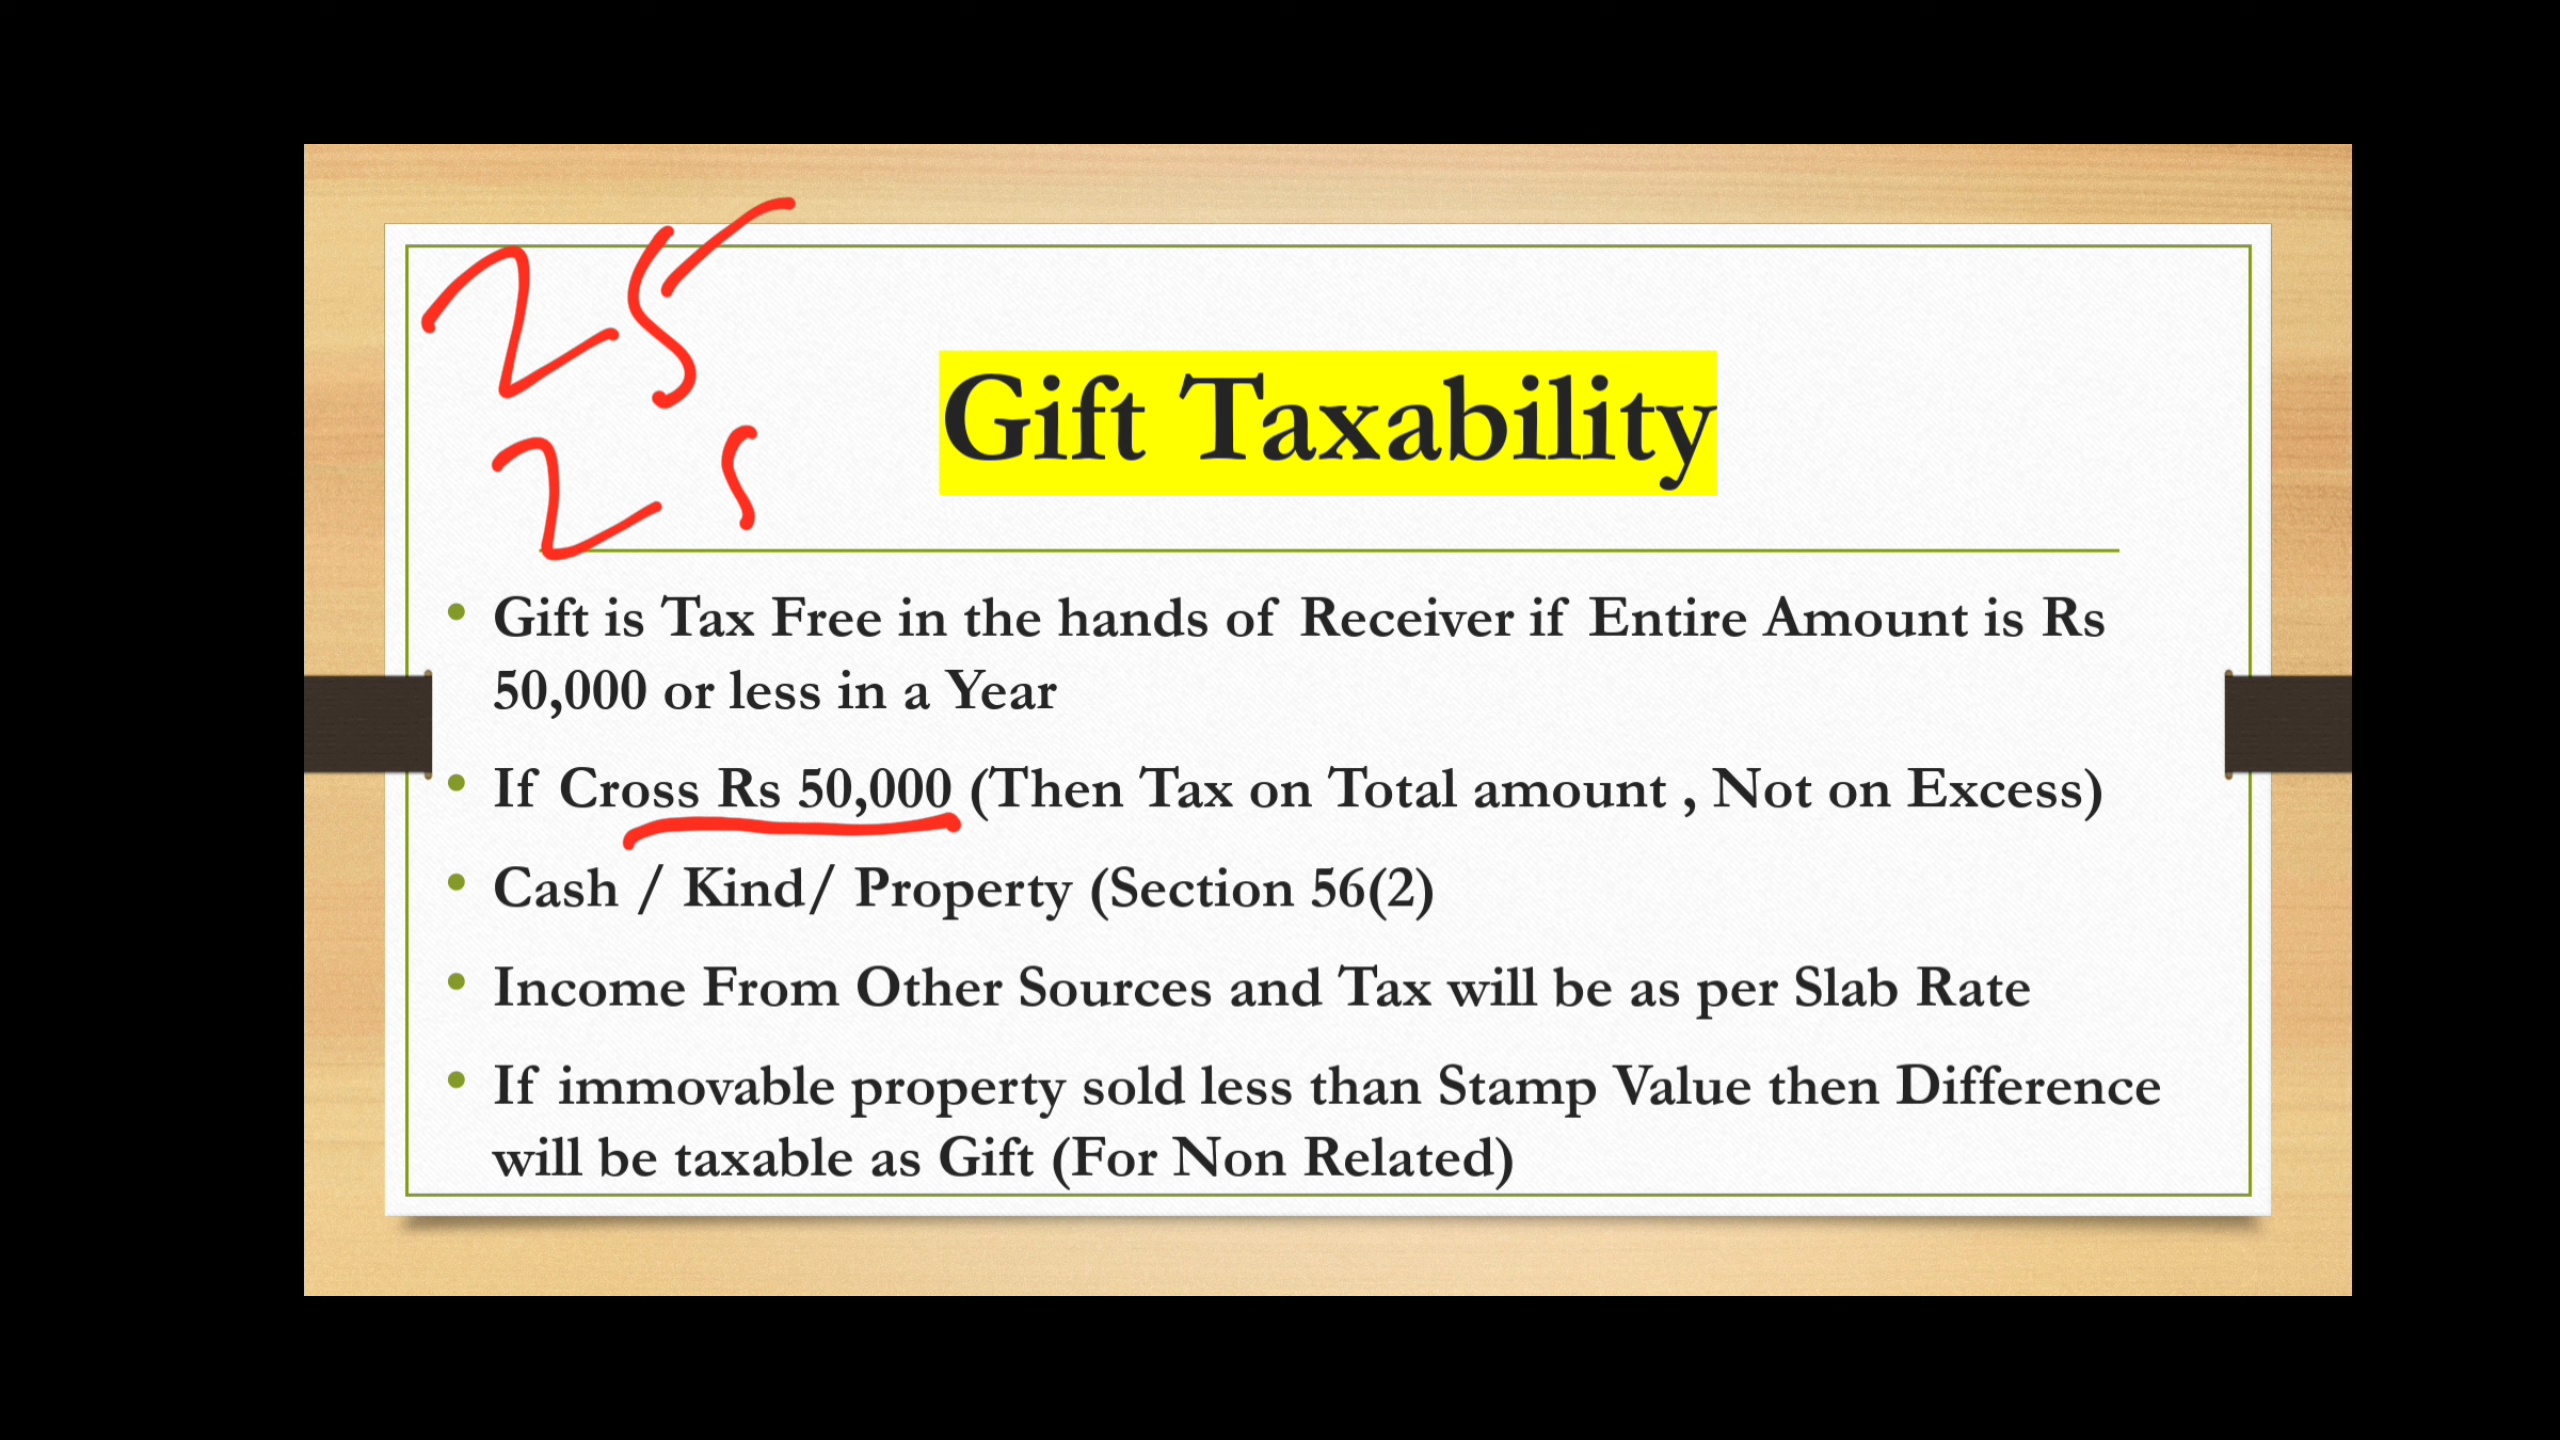 25
2
Gift Taxability
• Gift is Tax Free in the hands of Receiver if Entire Amount is Rs
50,000 or less in a Year
• If Cross Rs 50,000 (Then Tax on Total amount , Not on Excess)
• Cash / Kind/ Property (Section 56(2)
• Income From Other Sources and Tax will be as per Slab Rate
• If immovable property sold less than Stamp Value then Difference
will be taxable as Gift (For Non Related)